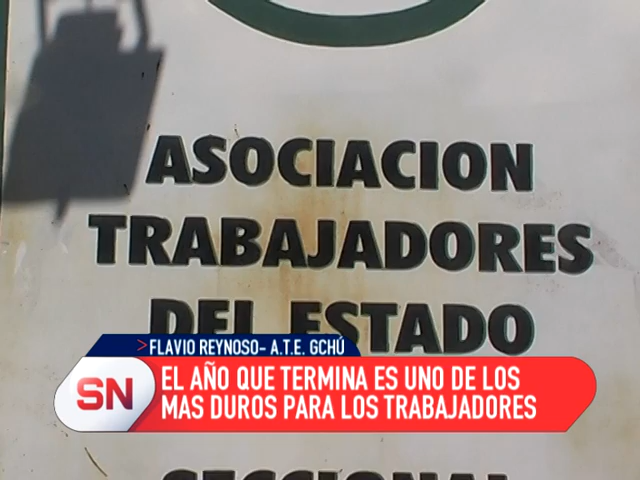 ASOCIACION
TRABAJADORES
DEL ESTADO
>FLAVIO REYNOSO- A.T.E. GCHÚ
SN
EL AÑO QUE TERMINA ES UNO DE LOS
MAS DUROS PARA LOS TRABAJADORES
SECCIONAL